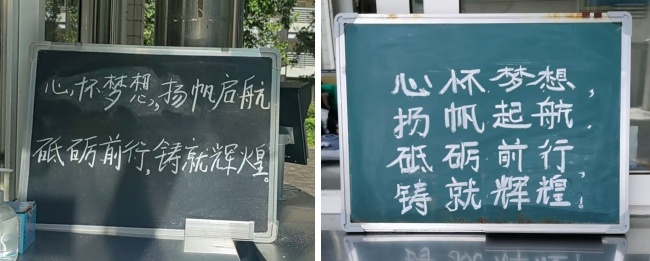 心怀梦想,扬帆启航
砥砺前行,铸就辉煌。
心怀梦想,
扬帆起航.
砥砺前行,
铸就辉煌!